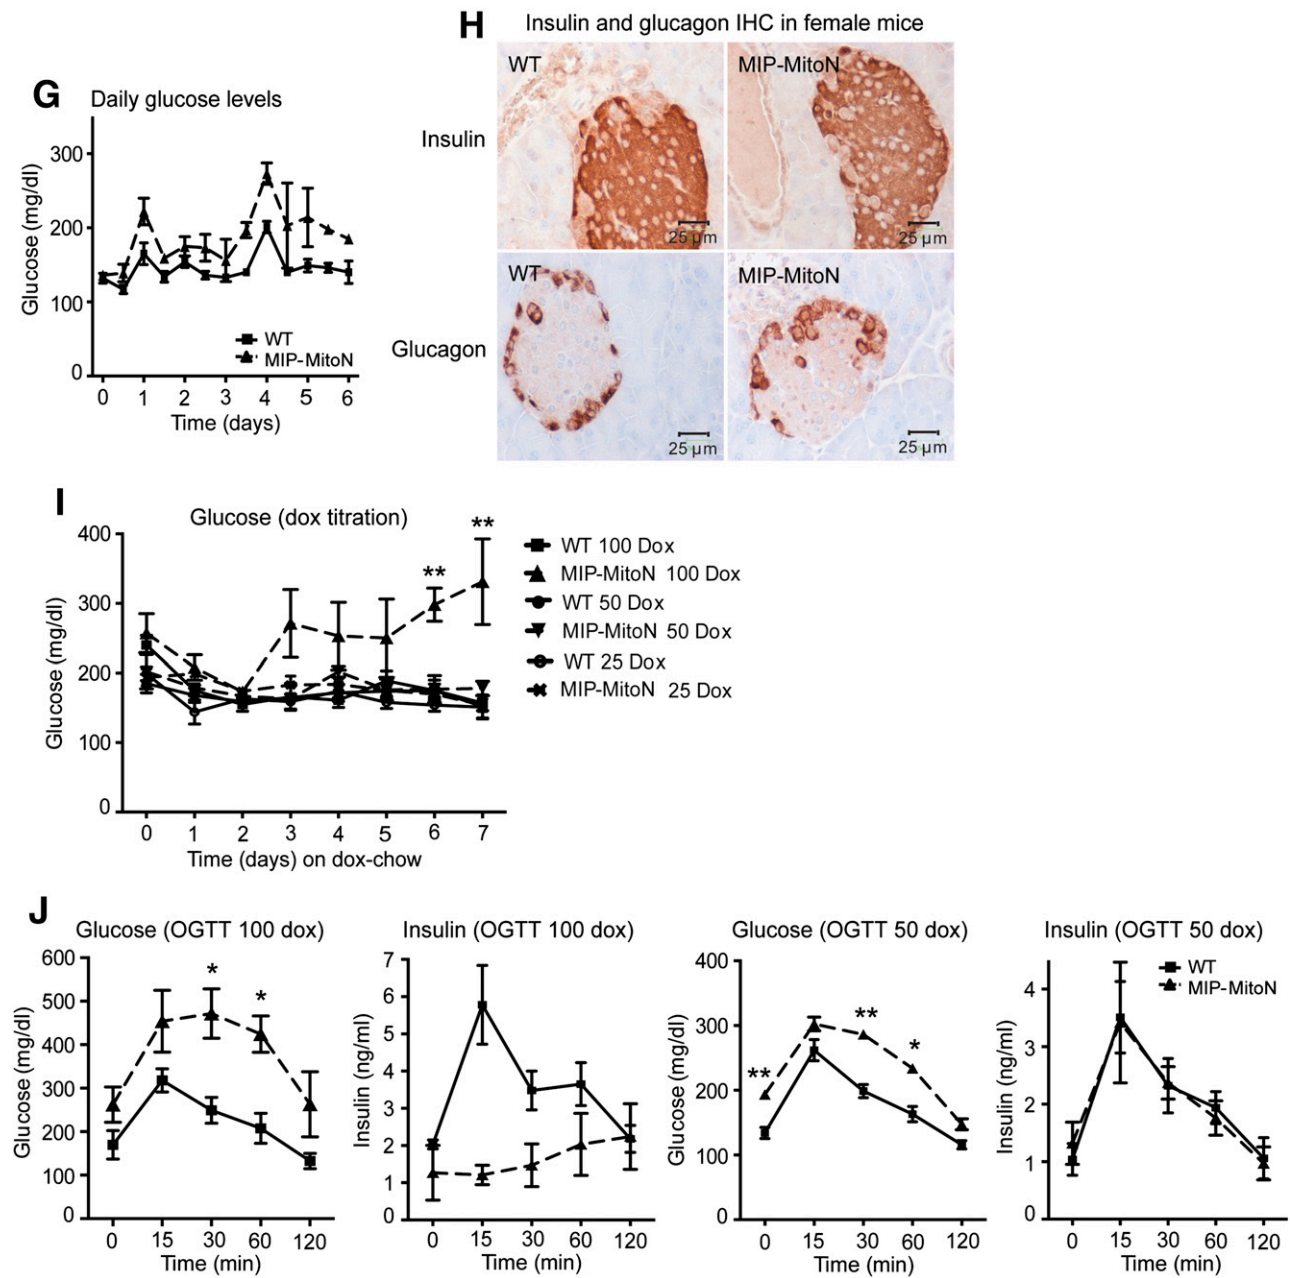 G
Daily glucose levels
Glucose (mg/dl)
300
200
100
0
WT
MIP-MitoN
0 1 2 3 4 5 6
Time (days)
H
Insulin and glucagon IHC in female mice
Insulin
WT
25 µm
MIP-MitoN
25 µm
Glucagon
WT
25 µm
MIP-MitoN
25 µm
I
Glucose (dox titration)
Glucose (mg/dl)
400
300
200
100
0
**
**
0 1 2 3 4 5 6 7
Time (days) on dox-chow
WT 100 Dox
MIP-MitoN 100 Dox
WT 50 Dox
MIP-MitoN 50 Dox
WT 25 Dox
MIP-MitoN 25 Dox
J
Glucose (OGTT 100 dox)
Glucose (mg/dl)
600
500
400
300
200
100
0
*
*
0 15 30 60 120
Time (min)
Insulin (OGTT 100 dox)
Insulin (ng/ml)
7
6
5
4
3
2
1
0
0 15 30 60 120
Time (min)
Glucose (OGTT 50 dox)
Glucose (mg/dl)
400
300
200
100
0
**
**
*
0 15 30 60 120
Time (min)
Insulin (OGTT 50 dox)
Insulin (ng/ml)
4
3
2
1
0
WT
MIP-MitoN
0 15 30 60 120
Time (min)